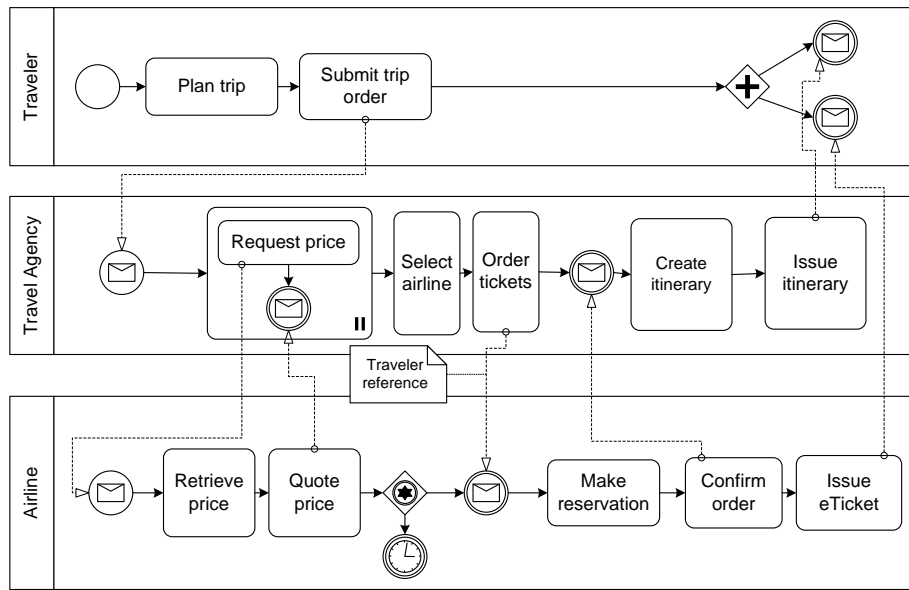 Traveler
Plan trip
Submit trip
order
Travel Agency
Request price
Select
airline
Order
tickets
Create
itinerary
Issue
itinerary
Traveler
reference
Airline
Retrieve
price
Quote
price
Make
reservation
Confirm
order
Issue
eTicket